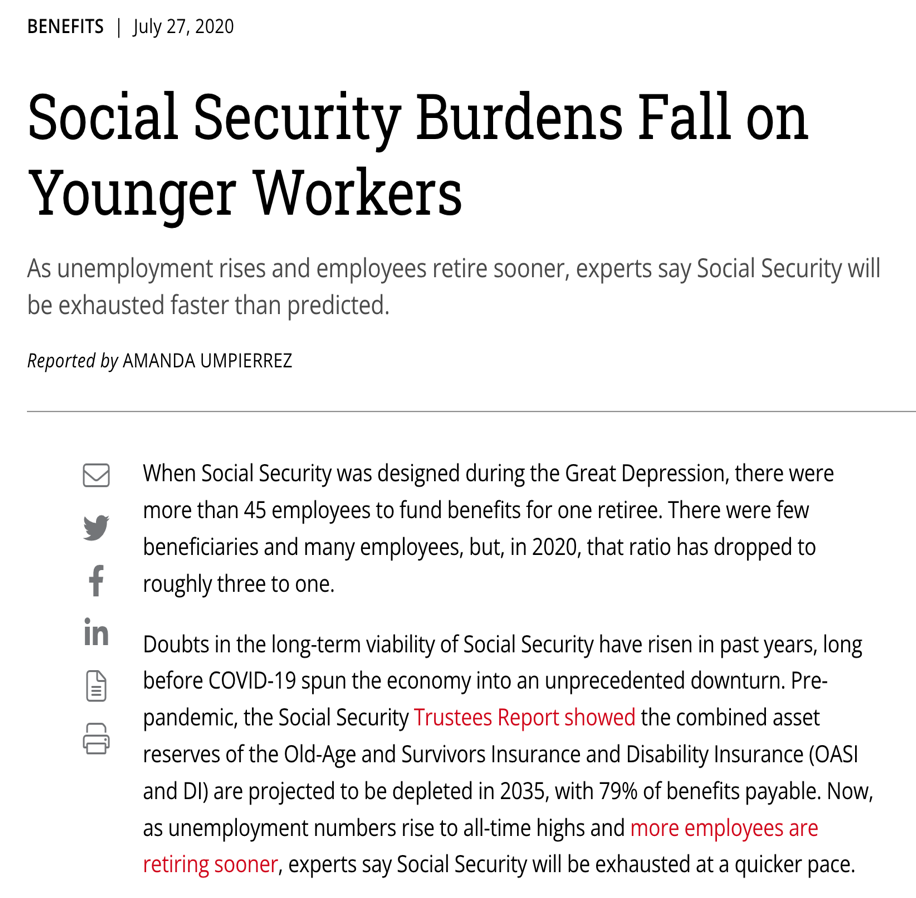 BENEFITS | July 27, 2020
Social Security Burdens Fall on
Younger Workers
As unemployment rises and employees retire sooner, experts say Social Security will
be exhausted faster than predicted.
Reported by AMANDA UMPIERREZ
When Social Security was designed during the Great Depression, there were
more than 45 employees to fund benefits for one retiree. There were few
beneficiaries and many employees, but, in 2020, that ratio has dropped to
roughly three to one.
Doubts in the long-term viability of Social Security have risen in past years, long
before COVID-19 spun the economy into an unprecedented downturn. Pre-
pandemic, the Social Security Trustees Report showed the combined asset
reserves of the Old-Age and Survivors Insurance and Disability Insurance (OASI
and DI) are projected to be depleted in 2035, with 79% of benefits payable. Now,
as unemployment numbers rise to all-time highs and more employees are
retiring sooner, experts say Social Security will be exhausted at a quicker pace.